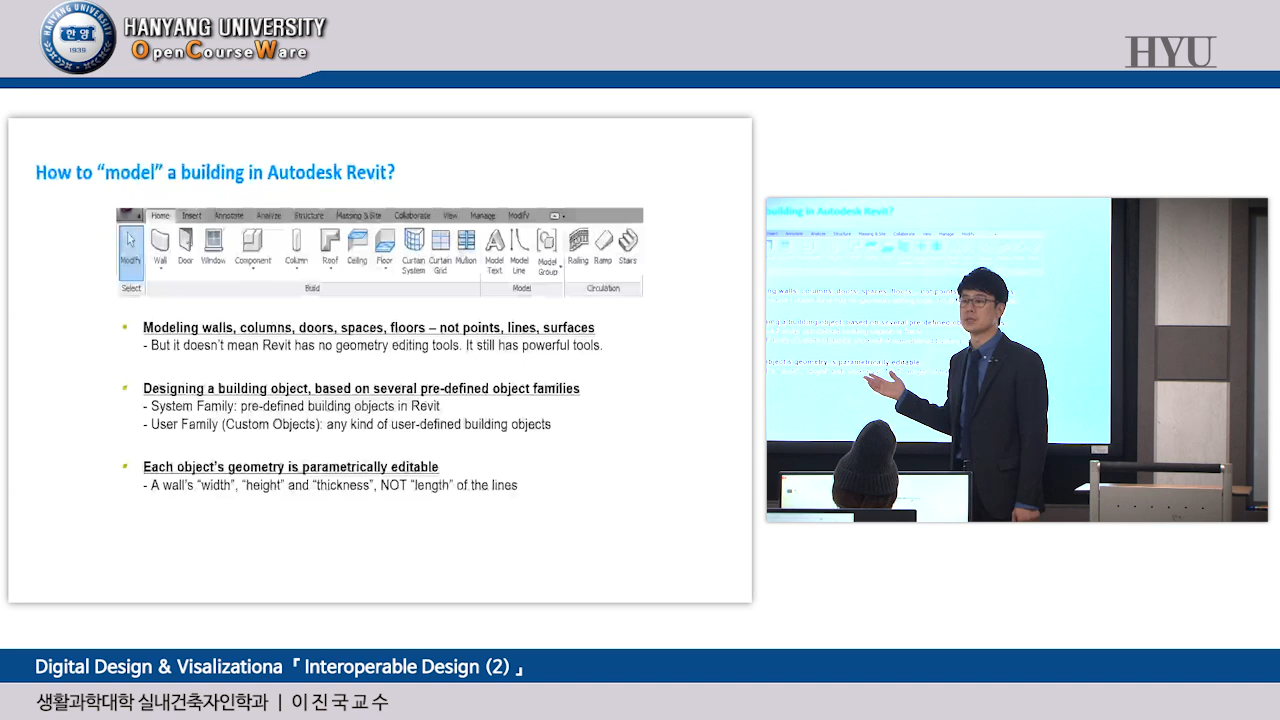 HANYANG UNIVERSITY
한양
1939
HANYANG UNIVERSITY
OpenCourseWare
HYU
How to “model” a building in Autodesk Revit?
Home Insert Annotate Analyze Structure Massing & Site Collaborate View Manage Modify
Modify Wall Door Window Component Column Roof Ceiling Floor Curtain System Curtain Grid Mullion Model Text Model Line Model Group Railing Ramp Stairs
Select Build Model Circulation
Modeling walls, columns, doors, spaces, floors – not points, lines, surfaces
- But it doesn’t mean Revit has no geometry editing tools. It still has powerful tools.
Designing a building object, based on several pre-defined object families
- System Family: pre-defined building objects in Revit
- User Family (Custom Objects): any kind of user-defined building objects
Each object’s geometry is parametrically editable
- A wall’s “width”, “height” and “thickness”, NOT “length” of the lines
building in Autodesk Revit?
Digital Design & Visalizationa「 Interoperable Design (2) 」
생활과학대학 실내건축자인학과 | 이 진 국 교 수